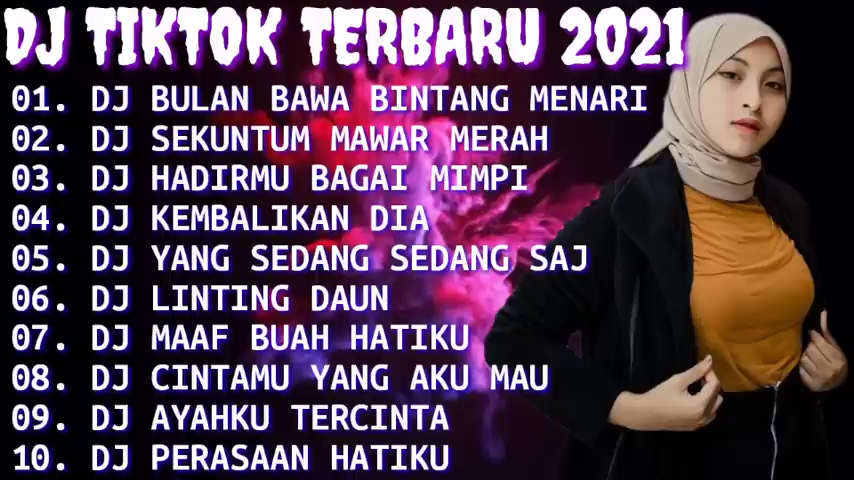 DJ TIKTOK TERBARU 2021
01. DJ BULAN BAWA BINTANG MENARI
02. DJ SEKUNTUM MAWAR MERAH
03. DJ HADIRMU BAGAI MIMPI
04. DJ KEMBALIKAN DIA
05. DJ YANG SEDANG SEDANG SAJ
06. DJ LINTING DAUN
07. DJ MAAF BUAH HATIKU
08. DJ CINTAMU YANG AKU MAU
09. DJ AYAHKU TERCINTA
10. DJ PERASAAN HATIKU